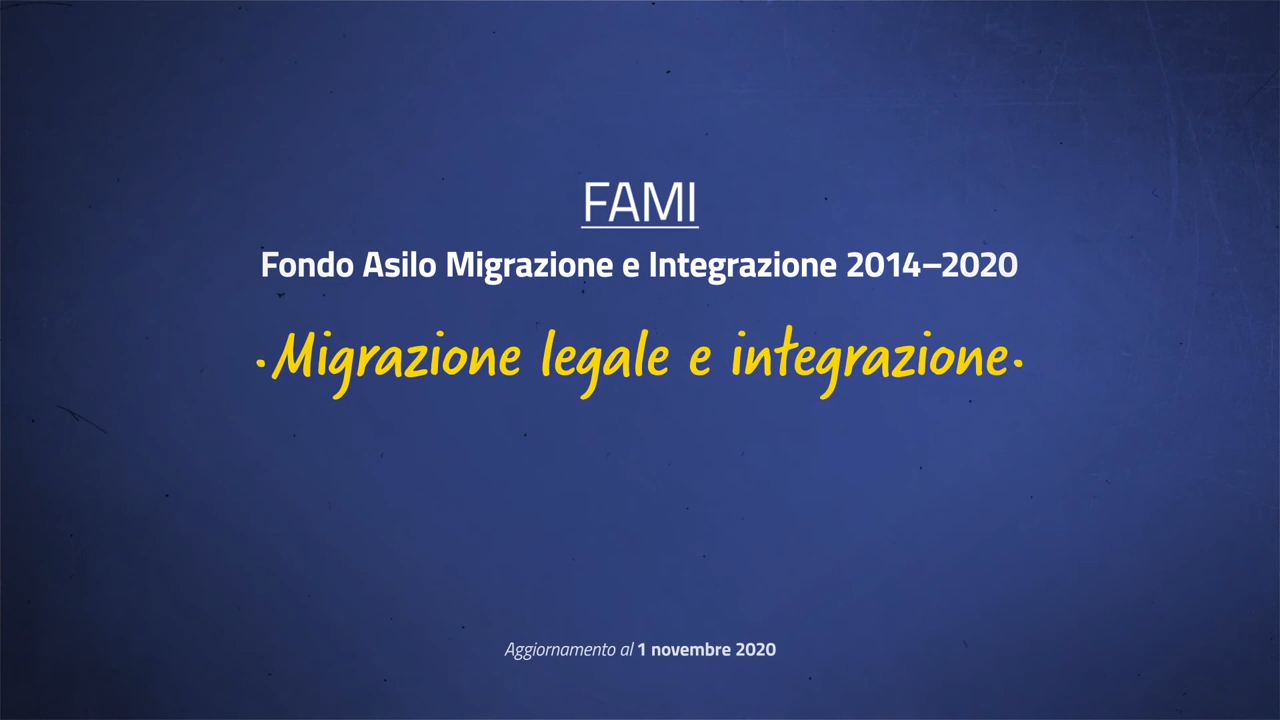 FAMI
Fondo Asilo Migrazione e Integrazione 2014–2020
•Migrazione legale e integrazione•
Aggiornamento al 1 novembre 2020